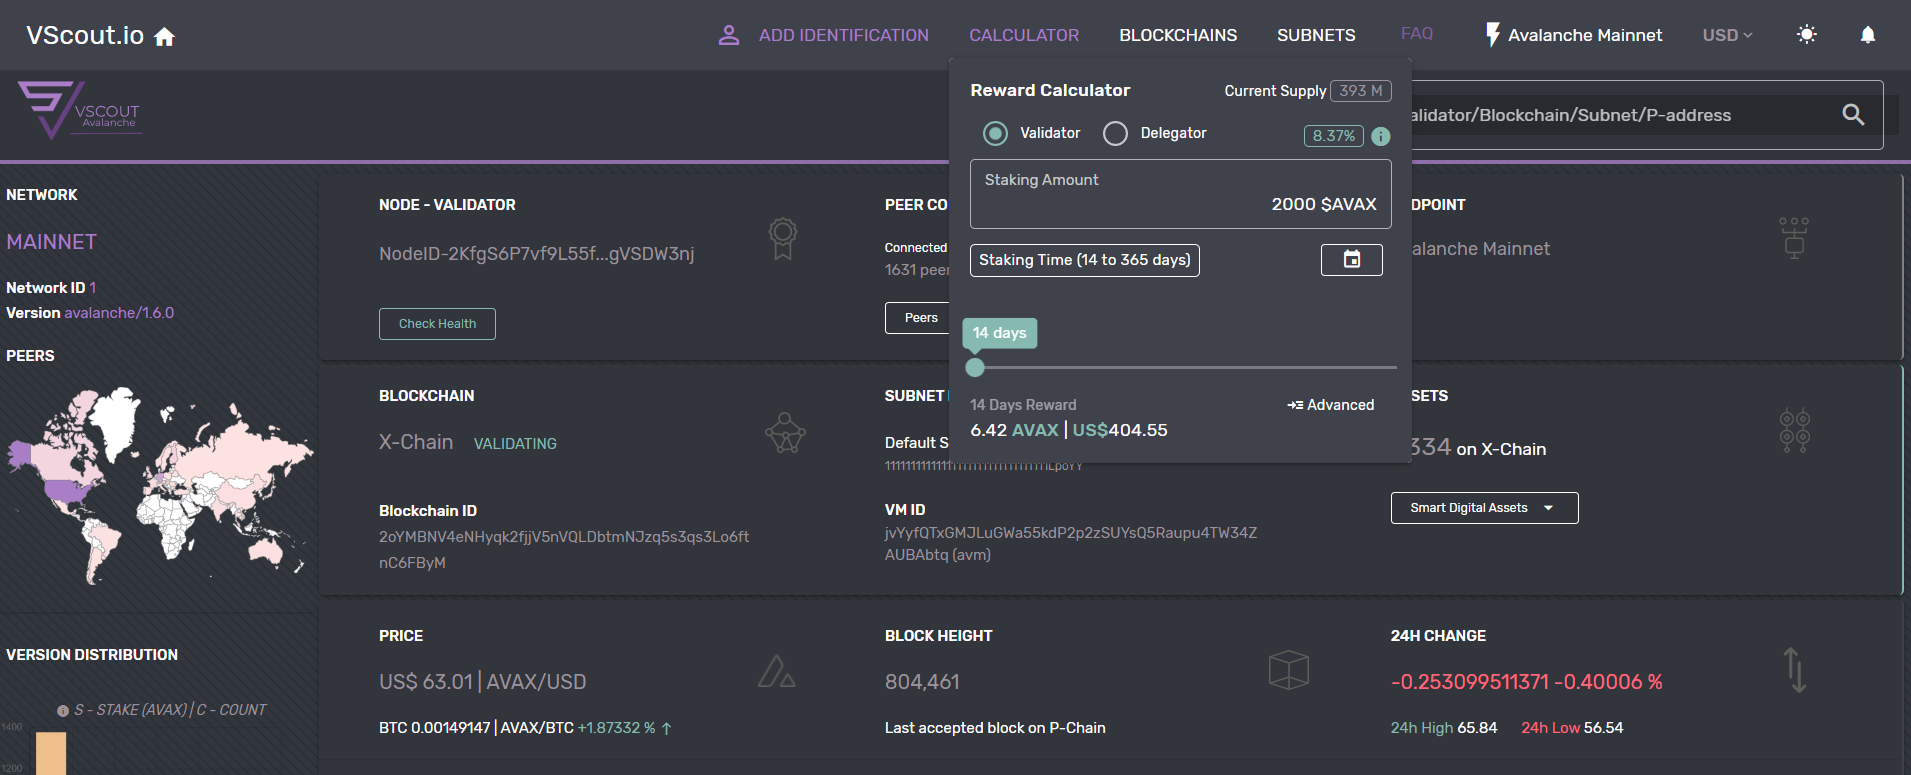 VScout.io
ADD IDENTIFICATION
CALCULATOR
BLOCKCHAINS
SUBNETS
FAQ
Avalanche Mainnet
USD
VSCOUT
Avalanche
Reward Calculator
Current Supply 393 M
Validator
Delegator
8.37%
Staking Amount
2000 $AVAX
Staking Time (14 to 365 days)
14 days
14 Days Reward
Advanced
6.42 AVAX | US$404.55
alidator/Blockchain/Subnet/P-address
NETWORK
MAINNET
Network ID 1
Version avalanche/1.6.0
PEERS
VERSION DISTRIBUTION
S - STAKE (AVAX) | C - COUNT
1400
1200
NODE - VALIDATOR
NodeID-2KfgS6P7vf9L55f...gVSDW3nj
Check Health
PEER CO
Connected
1631 peer
Peers
DPOINT
alanche Mainnet
BLOCKCHAIN
X-Chain VALIDATING
Blockchain ID
2oYMBNV4eNHyqk2fjjV5nVQLDbtmNJzq5s3qs3Lo6ft
nC6FByM
SUBNET
Default S
VM ID
jvYyfQTxGMJLuGWa55kdP2p2zSUYsQ5Raupu4TW34Z
AUBAbtq (avm)
SETS
334 on X-Chain
Smart Digital Assets
PRICE
US$ 63.01 | AVAX/USD
BTC 0.00149147 | AVAX/BTC +1.87332 % ↑
BLOCK HEIGHT
804,461
Last accepted block on P-Chain
24H CHANGE
-0.253099511371 -0.40006 %
24h High 65.84 24h Low 56.54